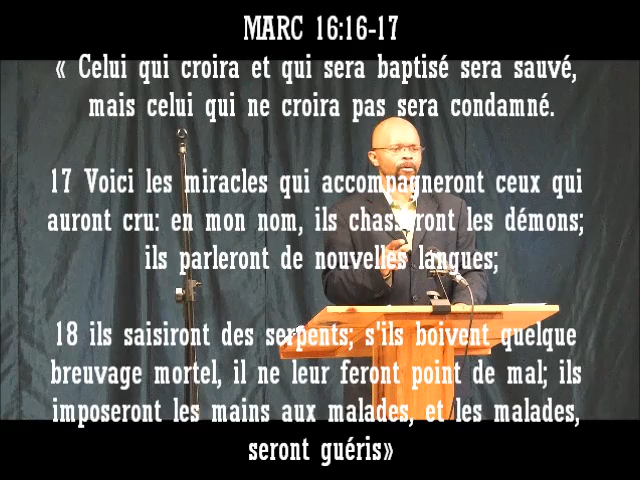 MARC 16:16-17
« Celui qui croira et qui sera baptisé sera sauvé,
mais celui qui ne croira pas sera condamné.
17 Voici les miracles qui accompagneront ceux qui
auront cru: en mon nom, ils chasseront les démons;
ils parleront de nouvelles langues;
18 ils saisiront des serpents; s'ils boivent quelque
breuvage mortel, il ne leur feront point de mal; ils
imposeront les mains aux malades, et les malades,
seront guéris»